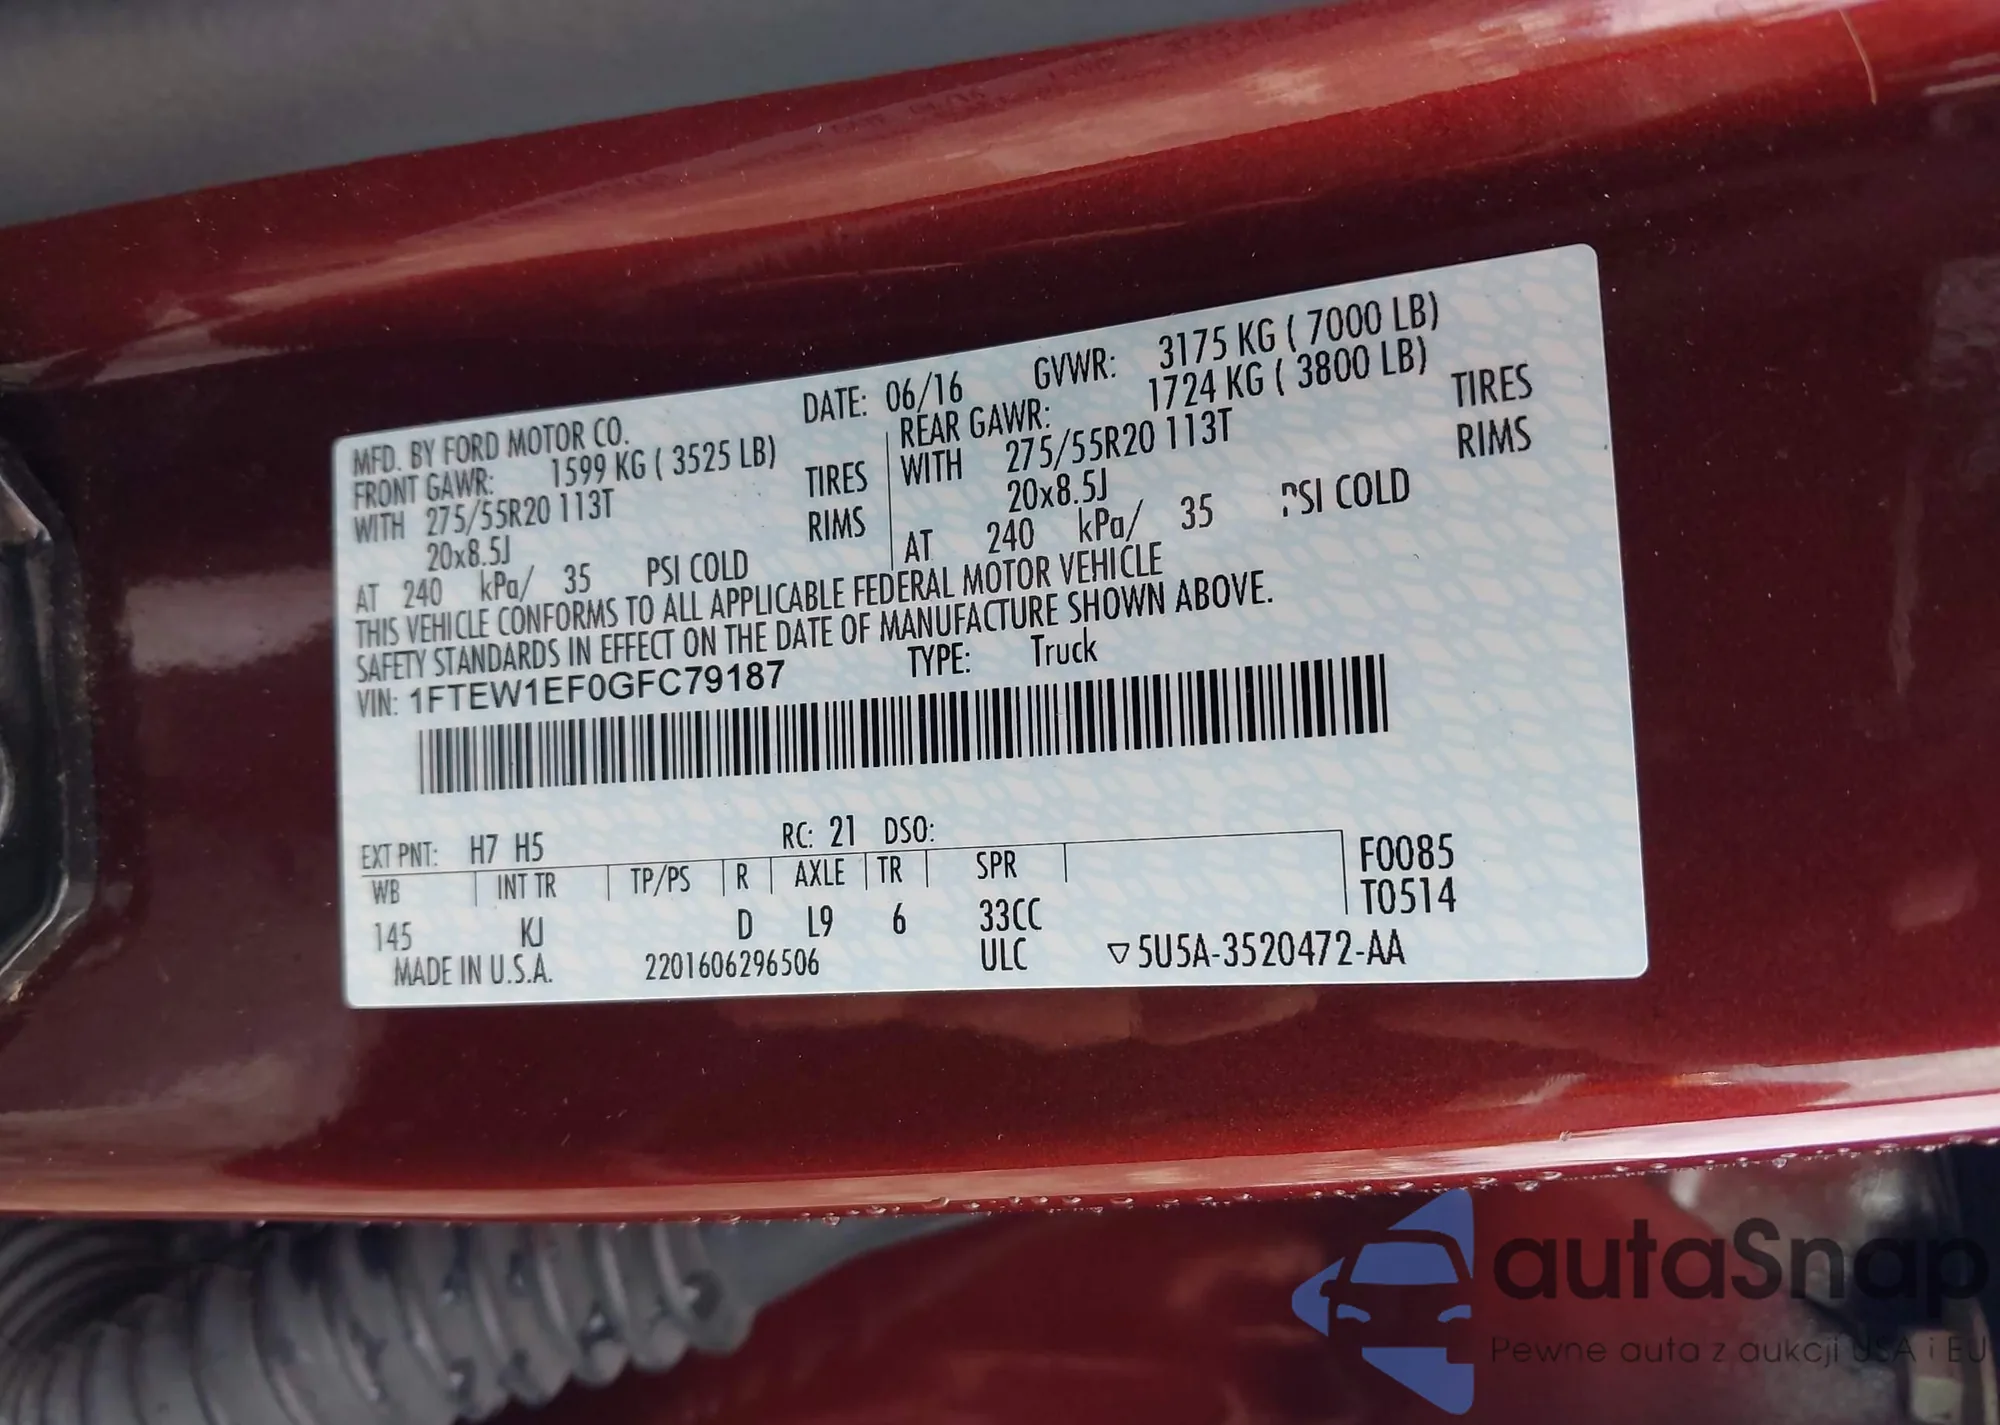 MFD. BY FORD MOTOR CO. DATE: 06/16 GVWR: 3175 KG ( 7000 LB)
FRONT GAWR: 1599 KG ( 3525 LB) REAR GAWR: 1724 KG ( 3800 LB)
WITH 275/55R20 113T TIRES WITH 275/55R20 113T TIRES
20x8.5J RIMS 20x8.5J RIMS
AT 240 kPa/ 35 PSI COLD AT 240 kPa/ 35 PSI COLD
THIS VEHICLE CONFORMS TO ALL APPLICABLE FEDERAL MOTOR VEHICLE
SAFETY STANDARDS IN EFFECT ON THE DATE OF MANUFACTURE SHOWN ABOVE.
VIN: 1FTEW1EF0GFC79187 TYPE: Truck
EXT PNT: H7 H5 RC: 21 DSO:
WB INT TR TP/PS R AXLE TR SPR F0085
T0514
145 KJ D L9 6 33CC
MADE IN U.S.A. 2201606296506 ULC ▽5U5A-3520472-AA
autaSnap
Pewne auta z aukcji USA i EU